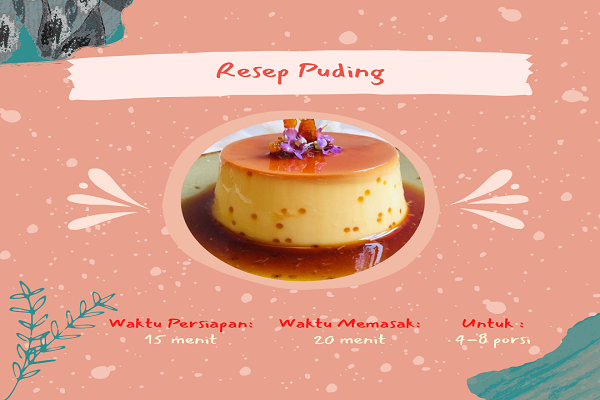 Resep Puding
Waktu Persiapan:
15 menit
Waktu Memasak:
20 menit
Untuk :
4-8 porsi